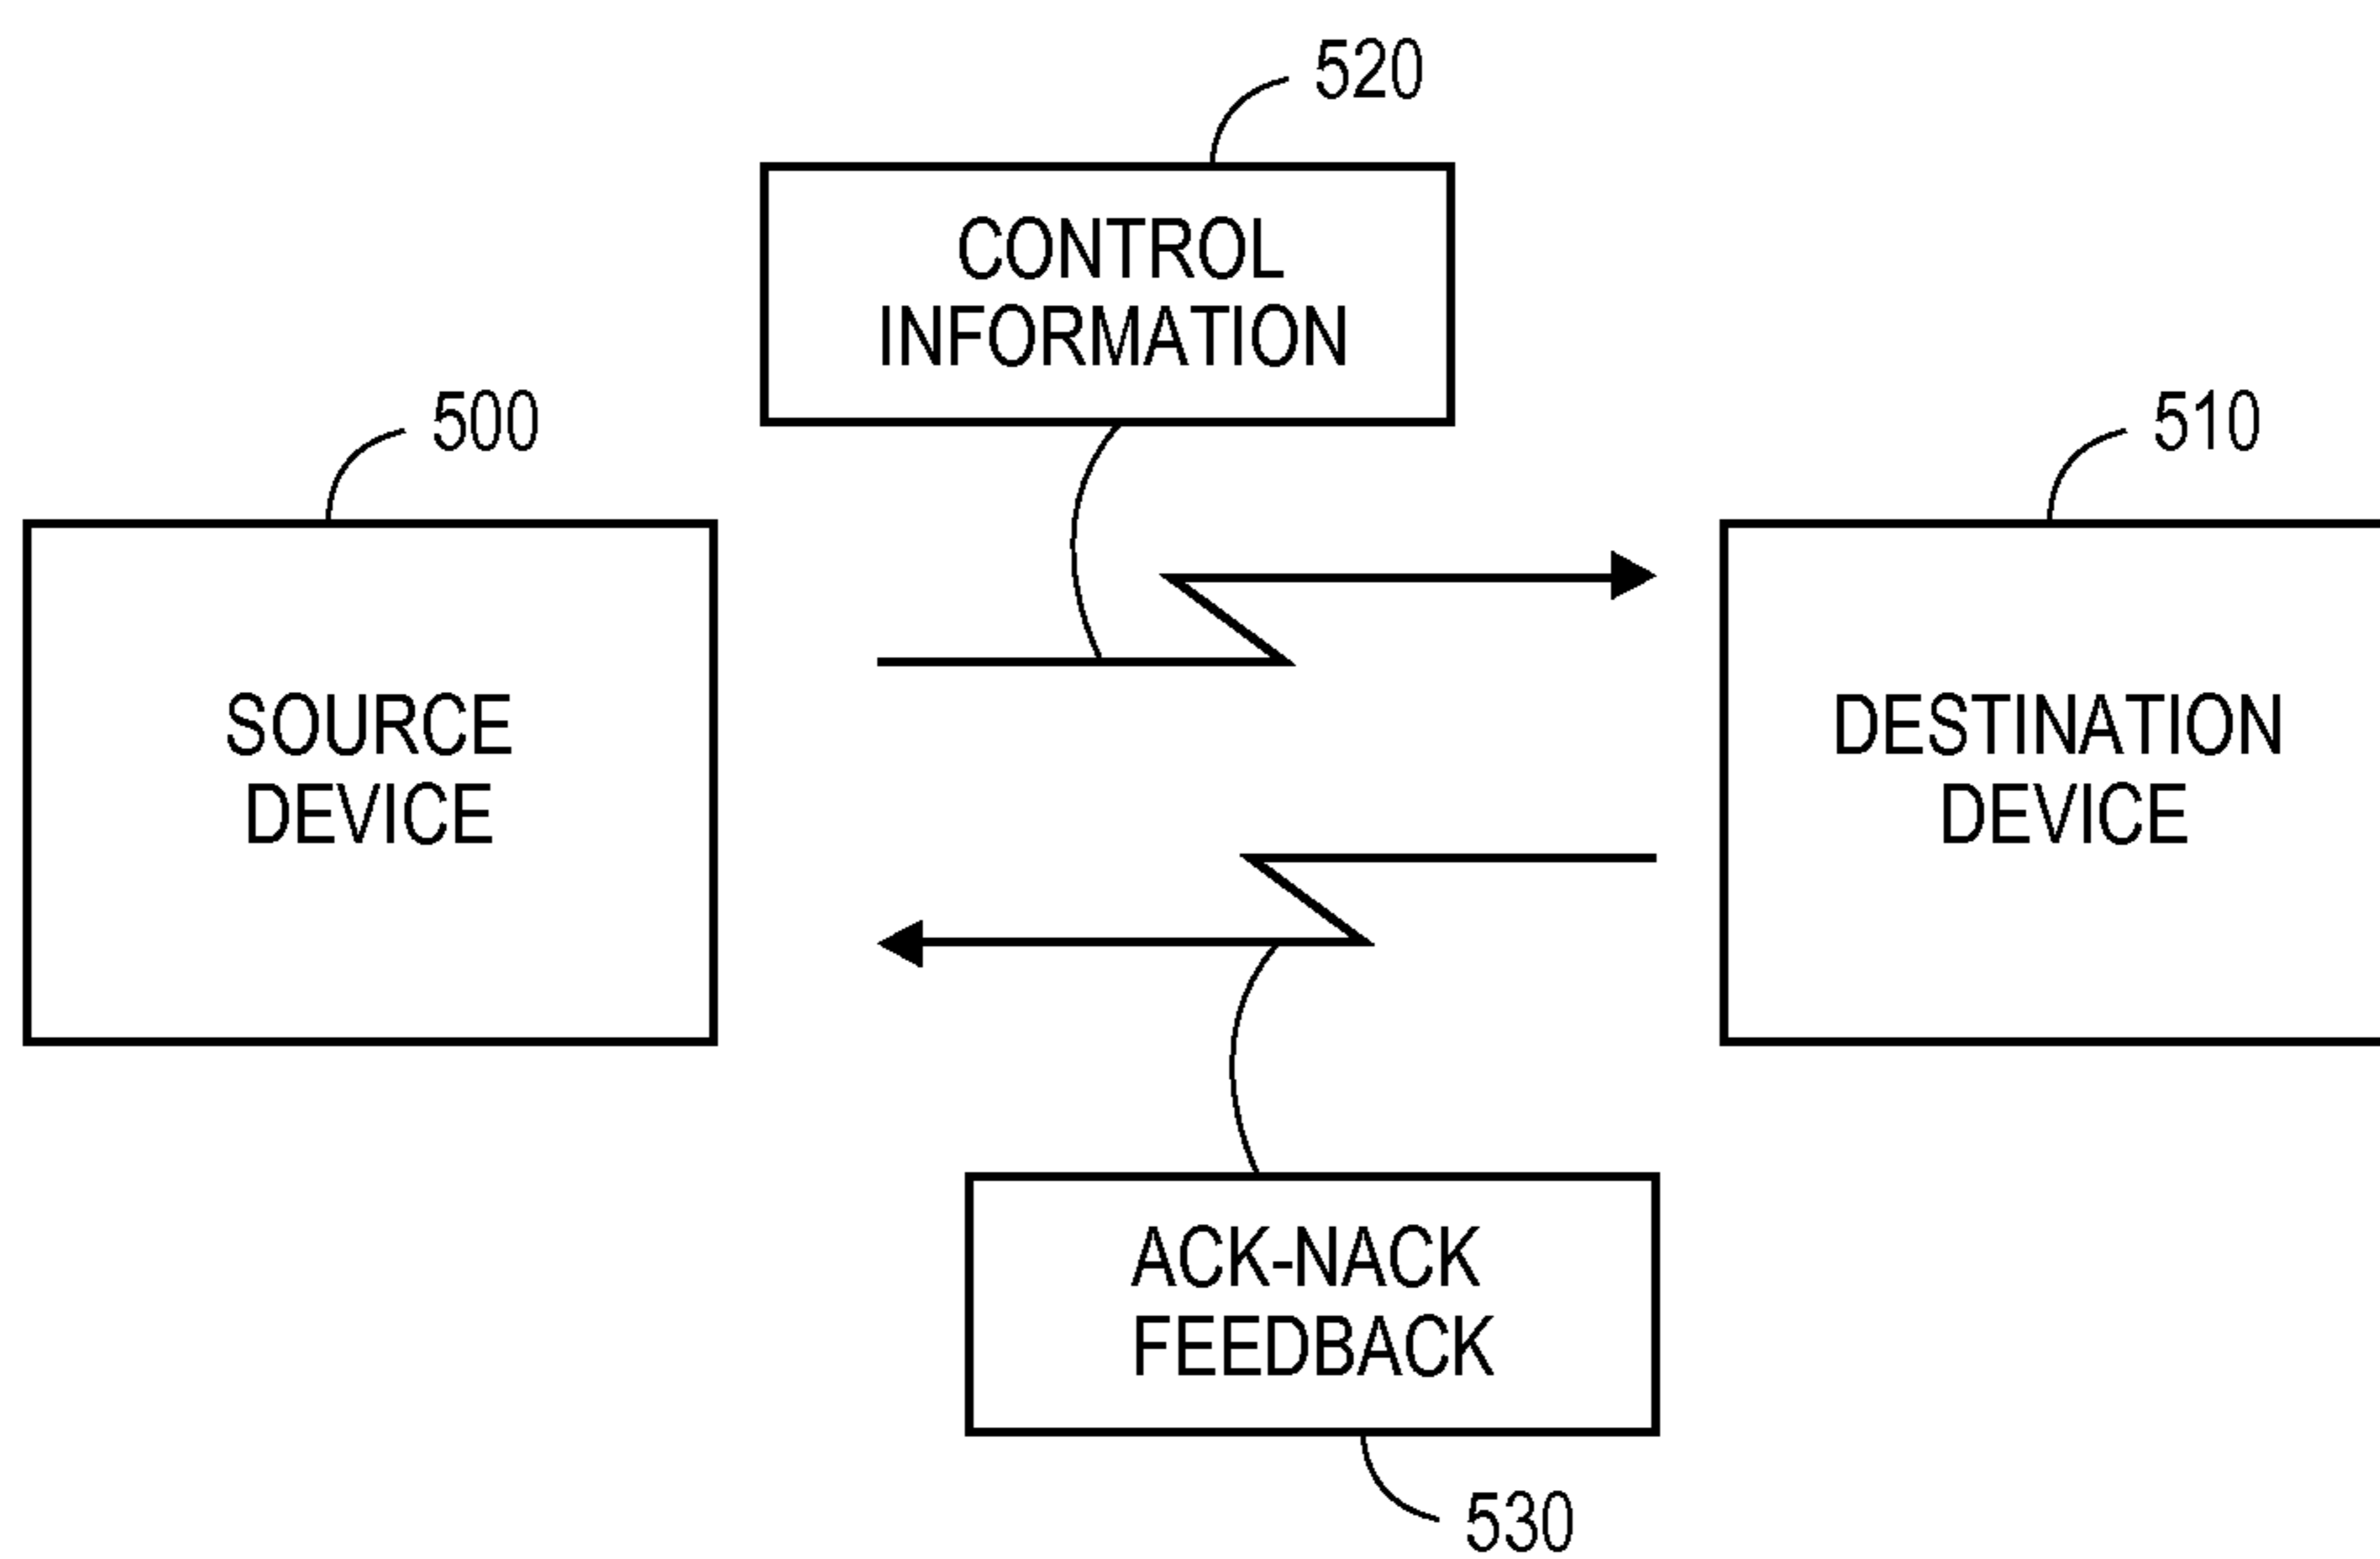 520
CONTROL
INFORMATION
500
510
SOURCE
DEVICE
DESTINATION
DEVICE
ACK-NACK
FEEDBACK
530